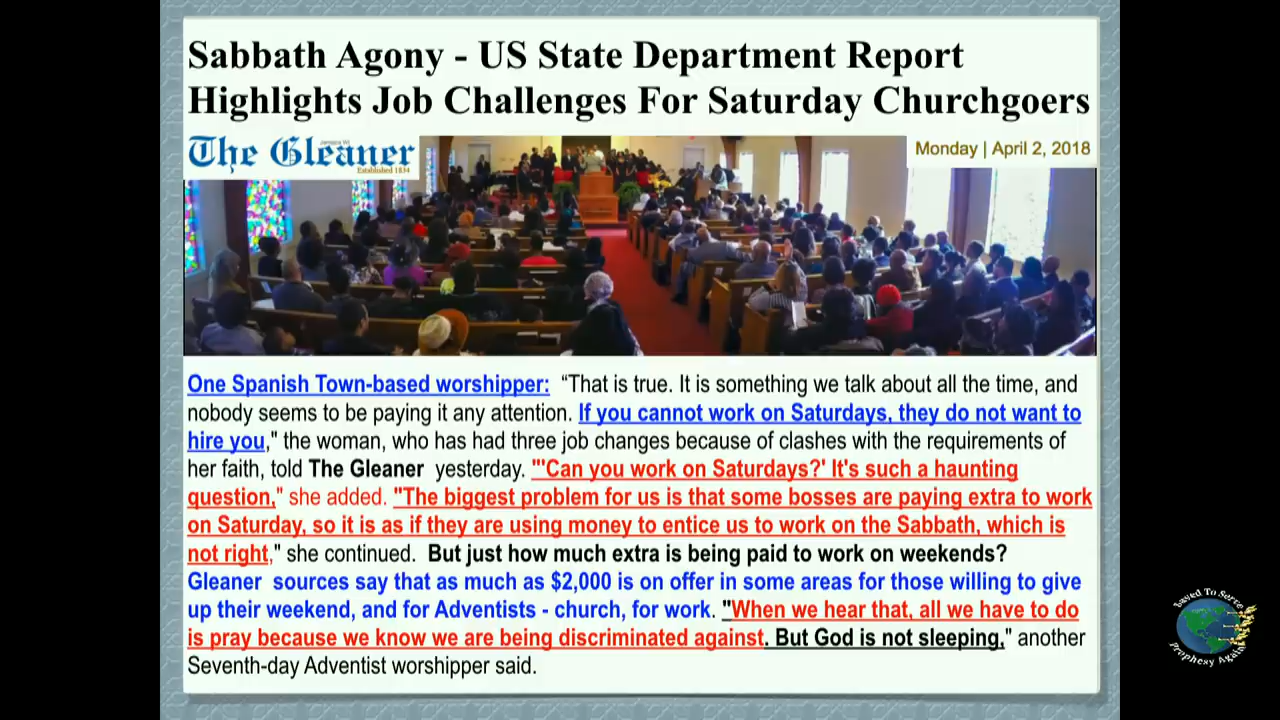 Sabbath Agony - US State Department Report
Highlights Job Challenges For Saturday Churchgoers
Jamaica WI
The Gleaner
Established 1834
Monday | April 2, 2018
One Spanish Town-based worshipper: “That is true. It is something we talk about all the time, and
nobody seems to be paying it any attention. If you cannot work on Saturdays, they do not want to
hire you," the woman, who has had three job changes because of clashes with the requirements of
her faith, told The Gleaner yesterday. "'Can you work on Saturdays?' It's such a haunting
question," she added. "The biggest problem for us is that some bosses are paying extra to work
on Saturday, so it is as if they are using money to entice us to work on the Sabbath, which is
not right," she continued. But just how much extra is being paid to work on weekends?
Gleaner sources say that as much as $2,000 is on offer in some areas for those willing to give
up their weekend, and for Adventists - church, for work. "When we hear that, all we have to do
is pray because we know we are being discriminated against. But God is not sleeping," another
Seventh-day Adventist worshipper said.
Saved To Serve
Prophesy Again